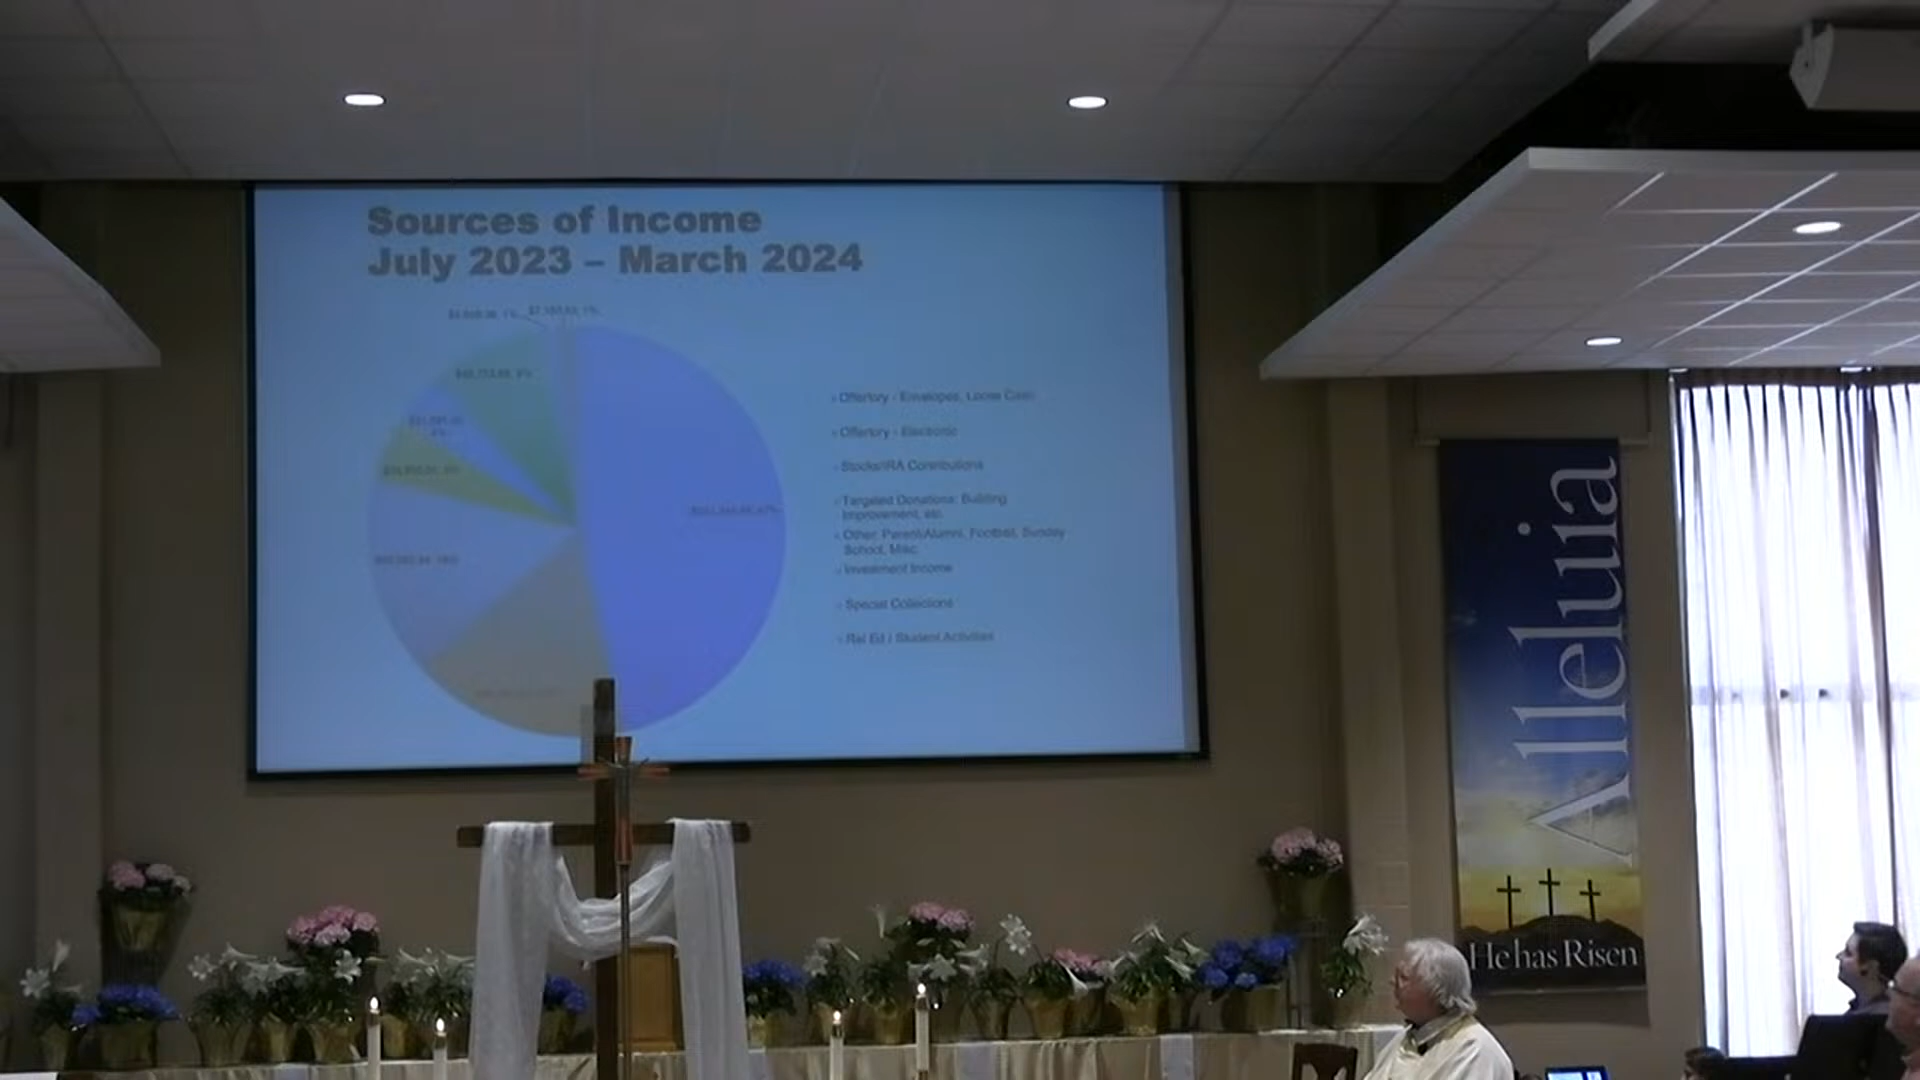 Sources of Income
July 2023 – March 2024
Offertory - Envelopes, Loose Cash
Offertory - Electronic
Stocks/IRA Contributions
Targeted Donations: Building
Improvement, etc.
Other: Parent/Alumni, Football, Sunday
School, Misc.
Investment Income
Special Collections
Rel Ed / Student Activities
Alleluia
He has Risen